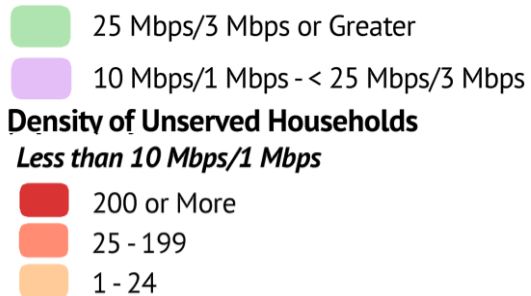 25 Mbps/3 Mbps or Greater
10 Mbps/1 Mbps - < 25 Mbps/3 Mbps
Density of Unserved Households
Less than 10 Mbps/1 Mbps
200 or More
25 - 199
1 - 24